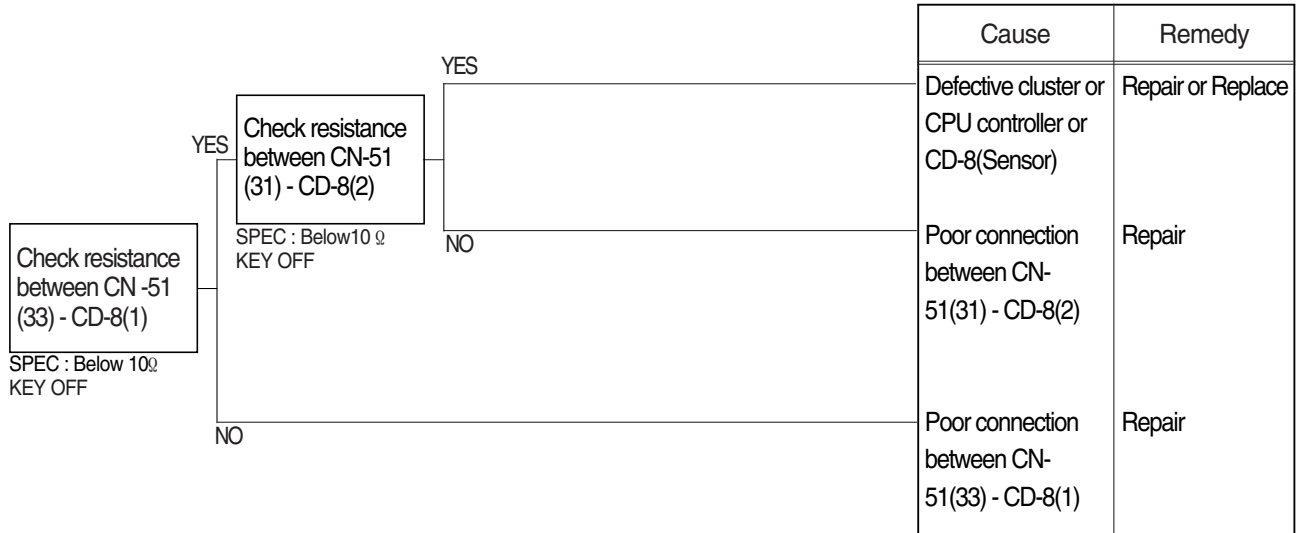 Cause Remedy
YES
Defective cluster or Repair or Replace
CPU controller or
CD-8(Sensor)
YES
Check resistance
between CN-51
(31) - CD-8(2)
SPEC : Below10 Ω
KEY OFF
NO
Poor connection Repair
between CN-
51(31) - CD-8(2)
Check resistance
between CN -51
(33) - CD-8(1)
SPEC : Below 10Ω
KEY OFF
NO
Poor connection Repair
between CN-
51(33) - CD-8(1)